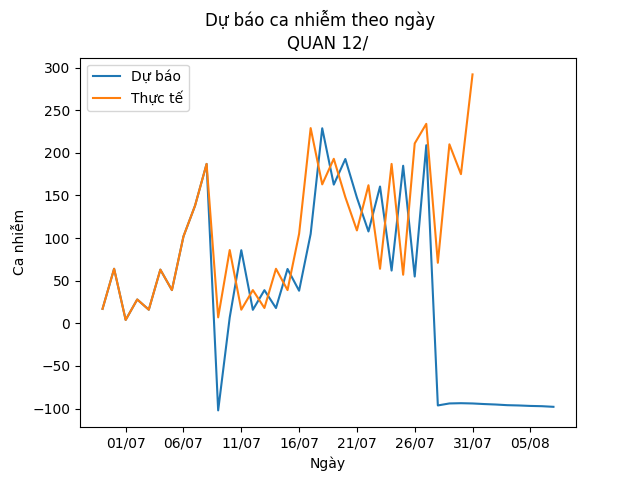 Dự báo ca nhiễm theo ngày
QUAN 12/
Dự báo
Thực tế
Ca nhiễm
300
250
200
150
100
50
0
−50
−100
01/07 06/07 11/07 16/07 21/07 26/07 31/07 05/08
Ngày